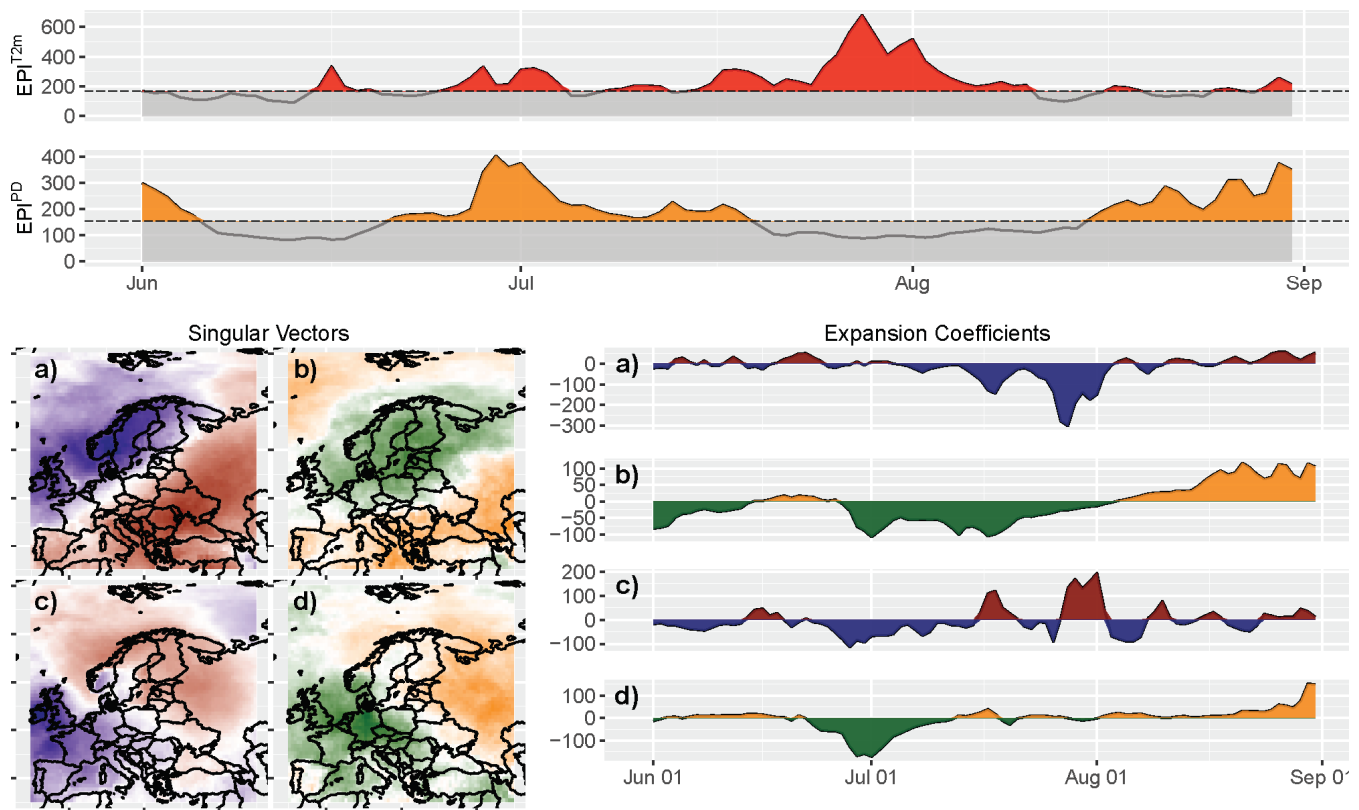 EPI^T2m
600
400
200
0
EPI^PD
400
300
200
100
0
Jun Jul Aug Sep
Singular Vectors
a) b)
c) d)
Expansion Coefficients
a)
0
−100
−200
−300
b)
100
50
0
−50
−100
c)
200
100
0
−100
d)
100
0
−100
Jun 01 Jul 01 Aug 01 Sep 01